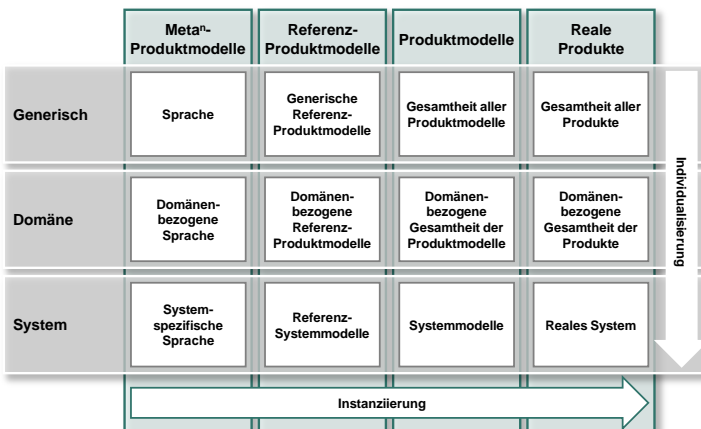 Metaⁿ-
Produktmodelle
Referenz-
Produktmodelle
Produktmodelle
Reale
Produkte
Generisch
Sprache
Generische
Referenz-
Produktmodelle
Gesamtheit aller
Produktmodelle
Gesamtheit aller
Produkte
Domäne
Domänen-
bezogene
Sprache
Domänen-
bezogene
Referenz-
Produktmodelle
Domänen-
bezogene
Gesamtheit der
Produktmodelle
Domänen-
bezogene
Gesamtheit der
Produkte
System
System-
spezifische
Sprache
Referenz-
Systemmodelle
Systemmodelle
Reales System
Individualisierung
Instanziierung